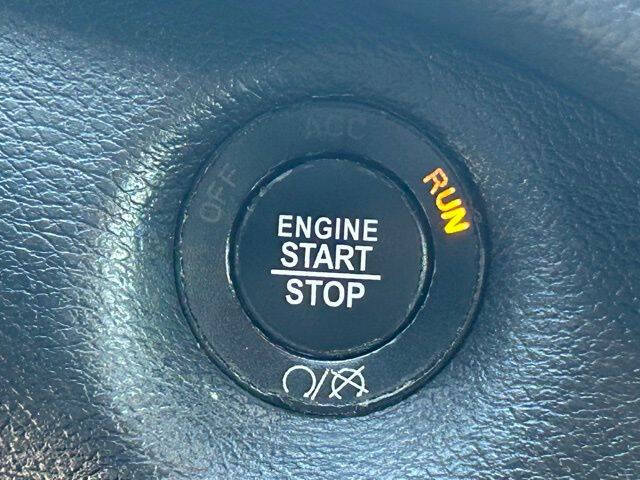 ACC
OFF
RUN
ENGINE
START
STOP